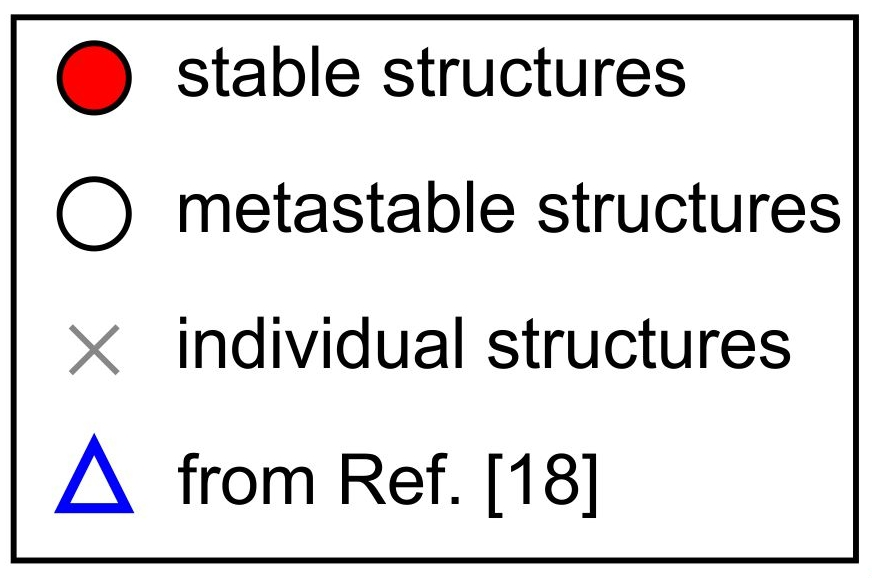 stable structures
metastable structures
individual structures
from Ref. [18]